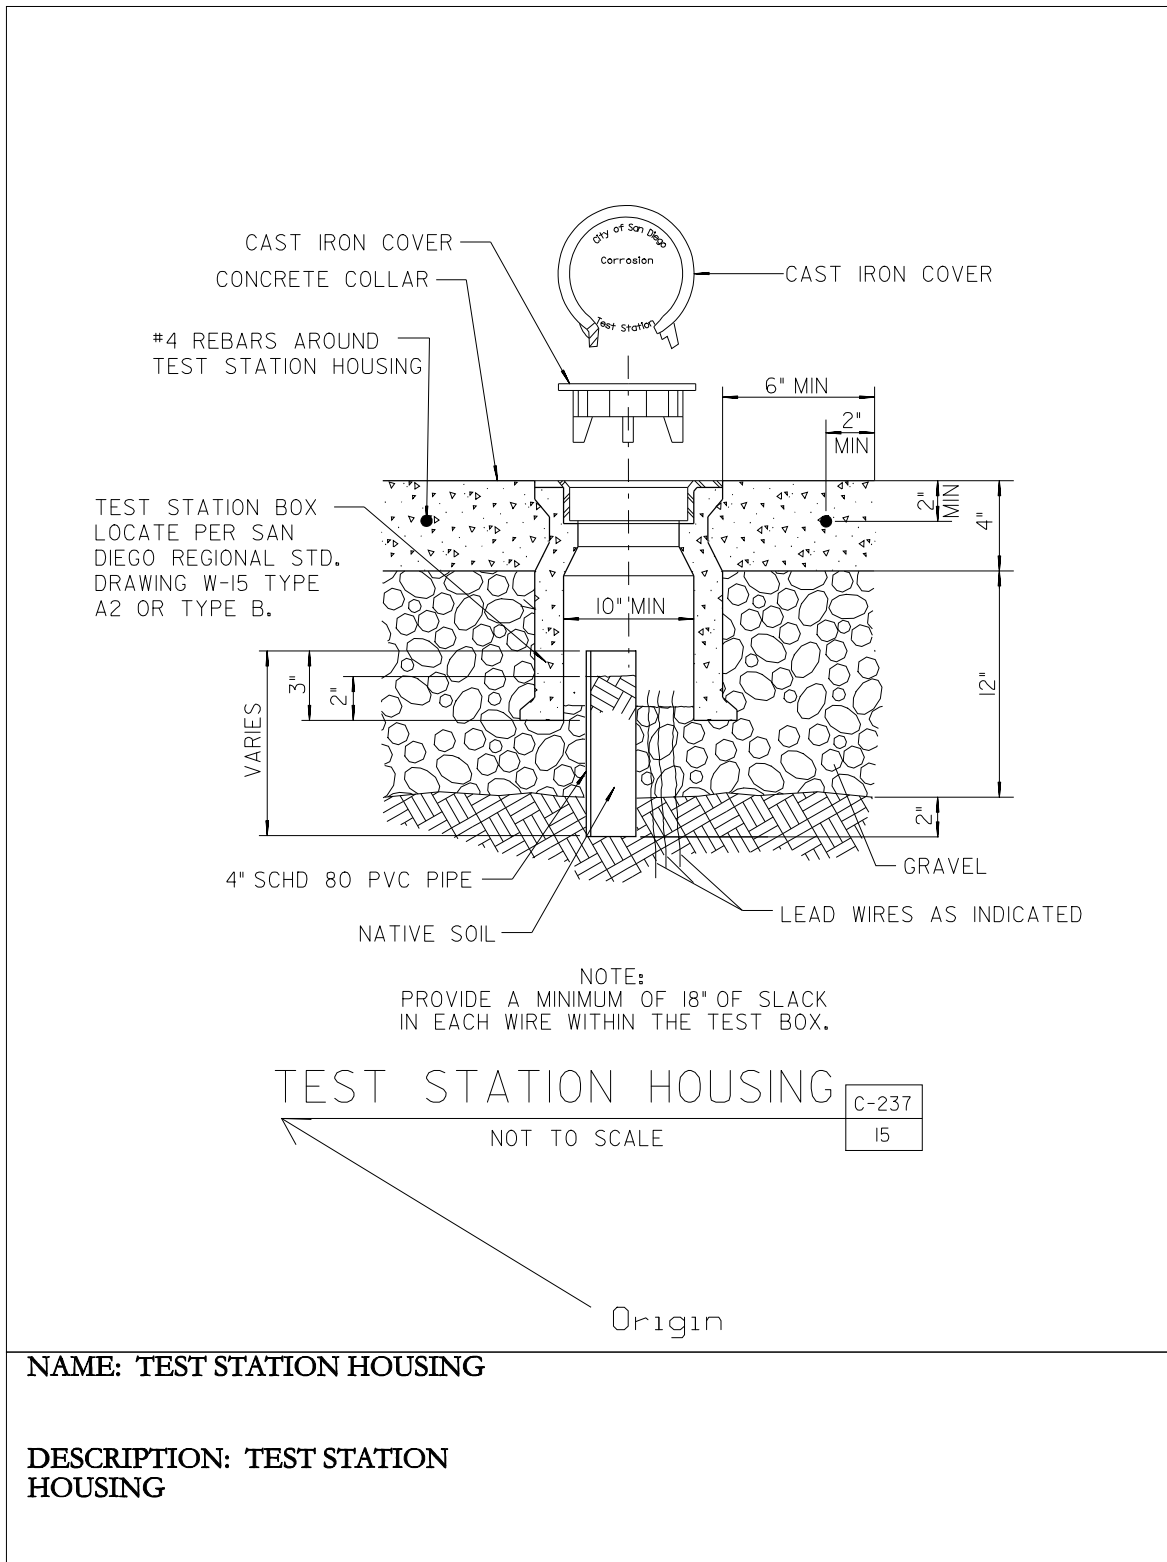 City of San Diego
Corrosion
Test Station
CAST IRON COVER
CONCRETE COLLAR
CAST IRON COVER
#4 REBARS AROUND
TEST STATION HOUSING
6" MIN
2"
MIN
TEST STATION BOX
LOCATE PER SAN
DIEGO REGIONAL STD.
DRAWING W-15 TYPE
A2 OR TYPE B.
2"
MIN
4"
10" MIN
3"
2"
VARIES
12"
2"
4" SCHD 80 PVC PIPE
GRAVEL
LEAD WIRES AS INDICATED
NATIVE SOIL
NOTE:
PROVIDE A MINIMUM OF 18" OF SLACK
IN EACH WIRE WITHIN THE TEST BOX.
TEST STATION HOUSING
C-237
15
NOT TO SCALE
Origin
NAME: TEST STATION HOUSING
DESCRIPTION: TEST STATION
HOUSING